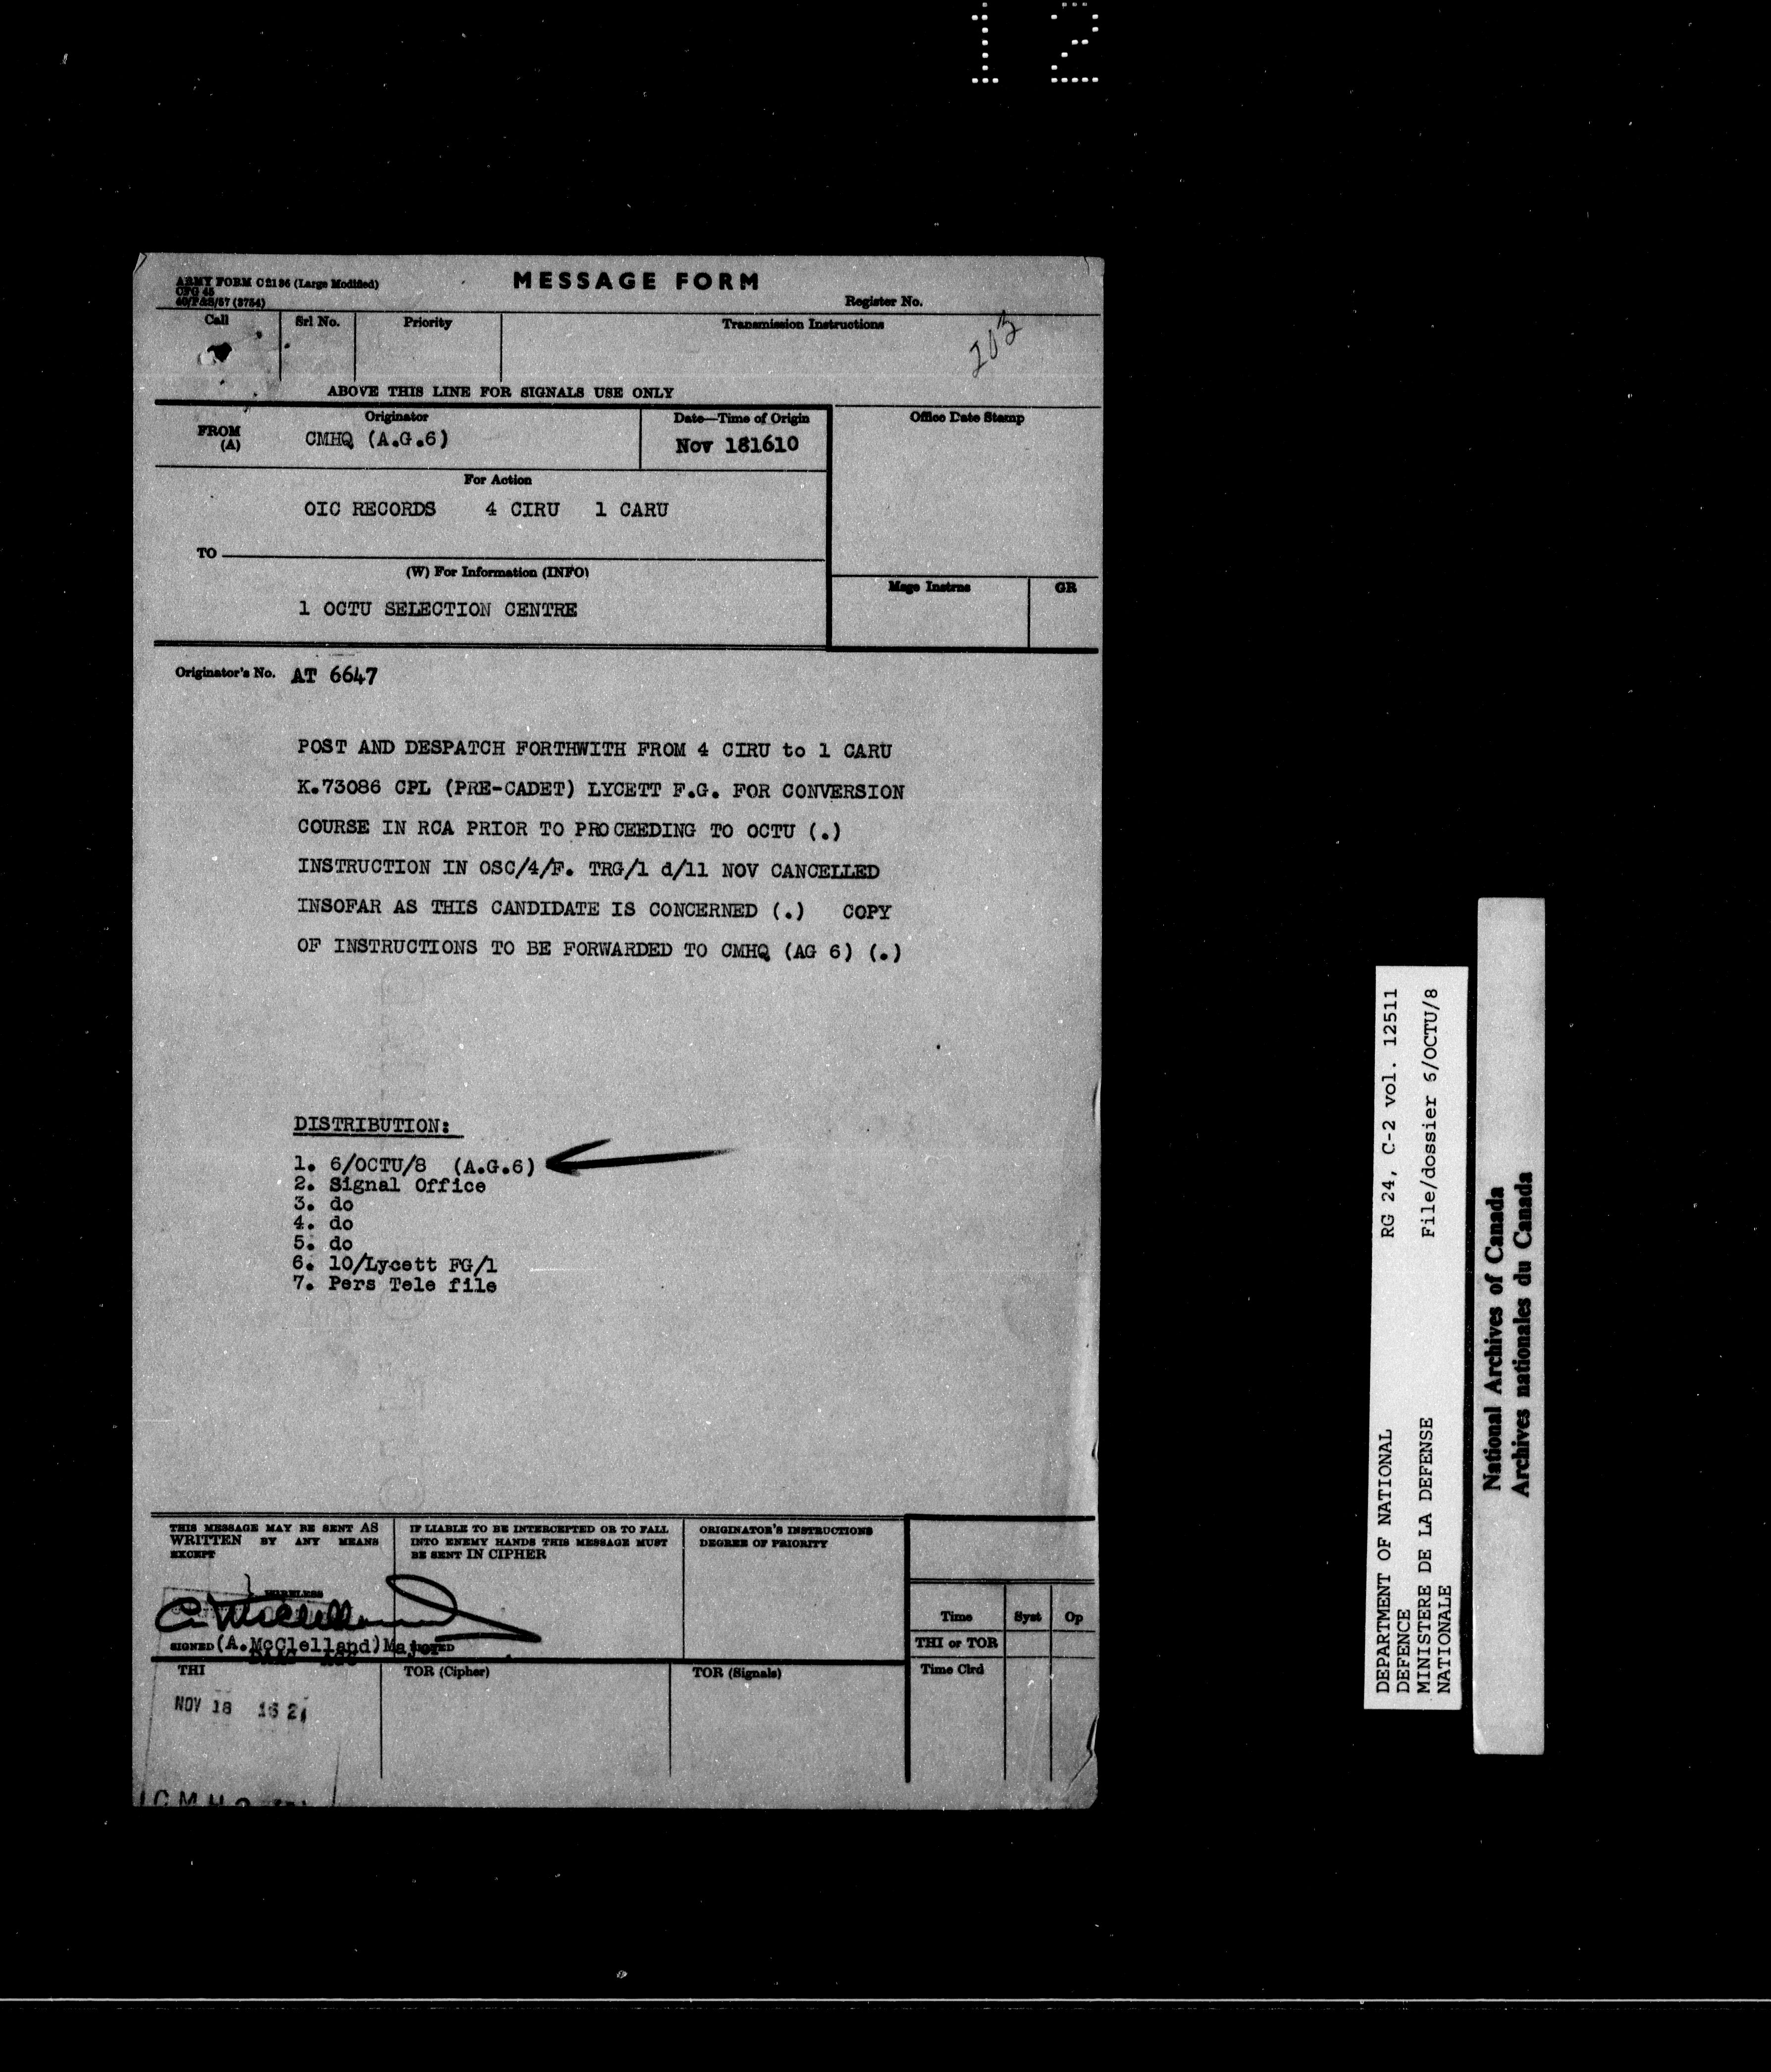 12
ARMY FORM C2136 (Large Modified)
CFG 45
40/P&S/57 (3754)
MESSAGE FORM
Register No.
Call
Srl No.
Priority
Transmission Instructions
203
ABOVE THIS LINE FOR SIGNALS USE ONLY
FROM (A)
Originator
CMHQ (A.G.6)
Date—Time of Origin
Nov 181610
Office Date Stamp
For Action
OIC RECORDS 4 CIRU 1 CARU
TO
(W) For Information (INFO)
1 OCTU SELECTION CENTRE
Msge Instrns
GR
Originator's No. AT 6647
POST AND DESPATCH FORTHWITH FROM 4 CIRU to 1 CARU
K.73086 CPL (PRE-CADET) LYCETT F.G. FOR CONVERSION
COURSE IN RCA PRIOR TO PROCEEDING TO OCTU (.)
INSTRUCTION IN OSC/4/F. TRG/1 d/11 NOV CANCELLED
INSOFAR AS THIS CANDIDATE IS CONCERNED (.) COPY
OF INSTRUCTIONS TO BE FORWARDED TO CMHQ (AG 6) (.)
DISTRIBUTION:
1. 6/OCTU/8 (A.G.6)
2. Signal Office
3. do
4. do
5. do
6. 10/Lycett FG/1
7. Pers Tele file
THIS MESSAGE MAY BE SENT AS
WRITTEN BY ANY MEANS
EXCEPT
WIRELESS
SIGNED (A.McClelland) Major
IF LIABLE TO BE INTERCEPTED OR TO FALL
INTO ENEMY HANDS THIS MESSAGE MUST
BE SENT IN CIPHER
ORIGINATOR'S INSTRUCTIONS
DEGREE OF PRIORITY
Time
Syst
Op
THI or TOR
Time Clrd
THI
TOR (Cipher)
TOR (Signals)
NOV 18
RG 24, C-2 vol. 12511
File/dossier 6/OCTU/8
DEPARTMENT OF NATIONAL
DEFENCE
MINISTERE DE LA DEFENSE
NATIONALE
National Archives of Canada
Archives nationales du Canada